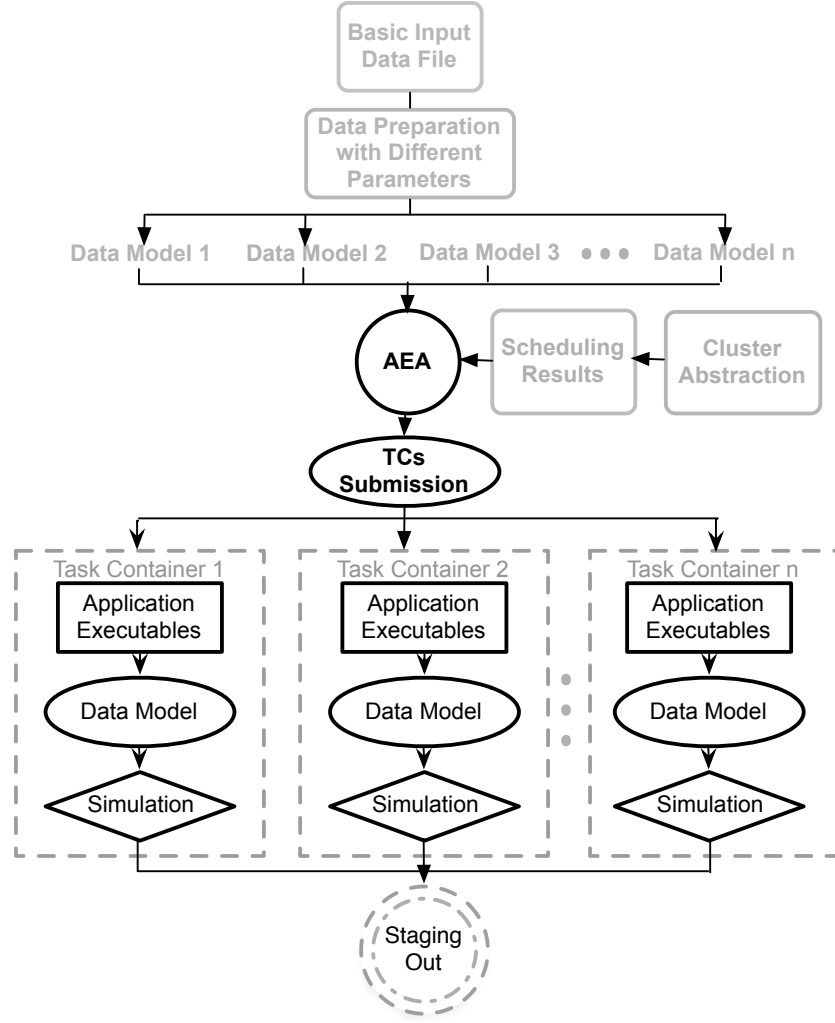 Basic Input
Data File
Data Preparation
with Different
Parameters
Data Model 1
Data Model 2
Data Model 3
Data Model n
AEA
Scheduling
Results
Cluster
Abstraction
TCs
Submission
Task Container 1
Application
Executables
Data Model
Simulation
Task Container 2
Application
Executables
Data Model
Simulation
Task Container n
Application
Executables
Data Model
Simulation
Staging
Out